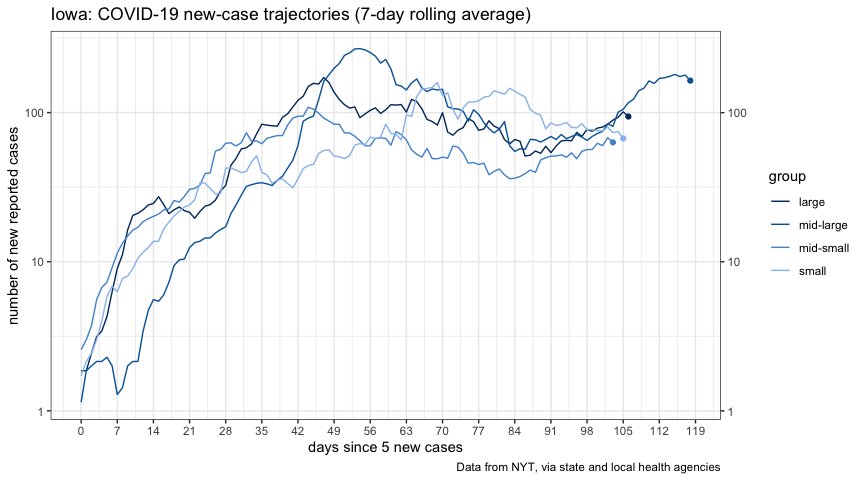 Iowa: COVID-19 new-case trajectories (7-day rolling average)
number of new reported cases
100
10
1
100
10
1
0 7 14 21 28 35 42 49 56 63 70 77 84 91 98 105 112 119
days since 5 new cases
group
large
mid-large
mid-small
small
Data from NYT, via state and local health agencies